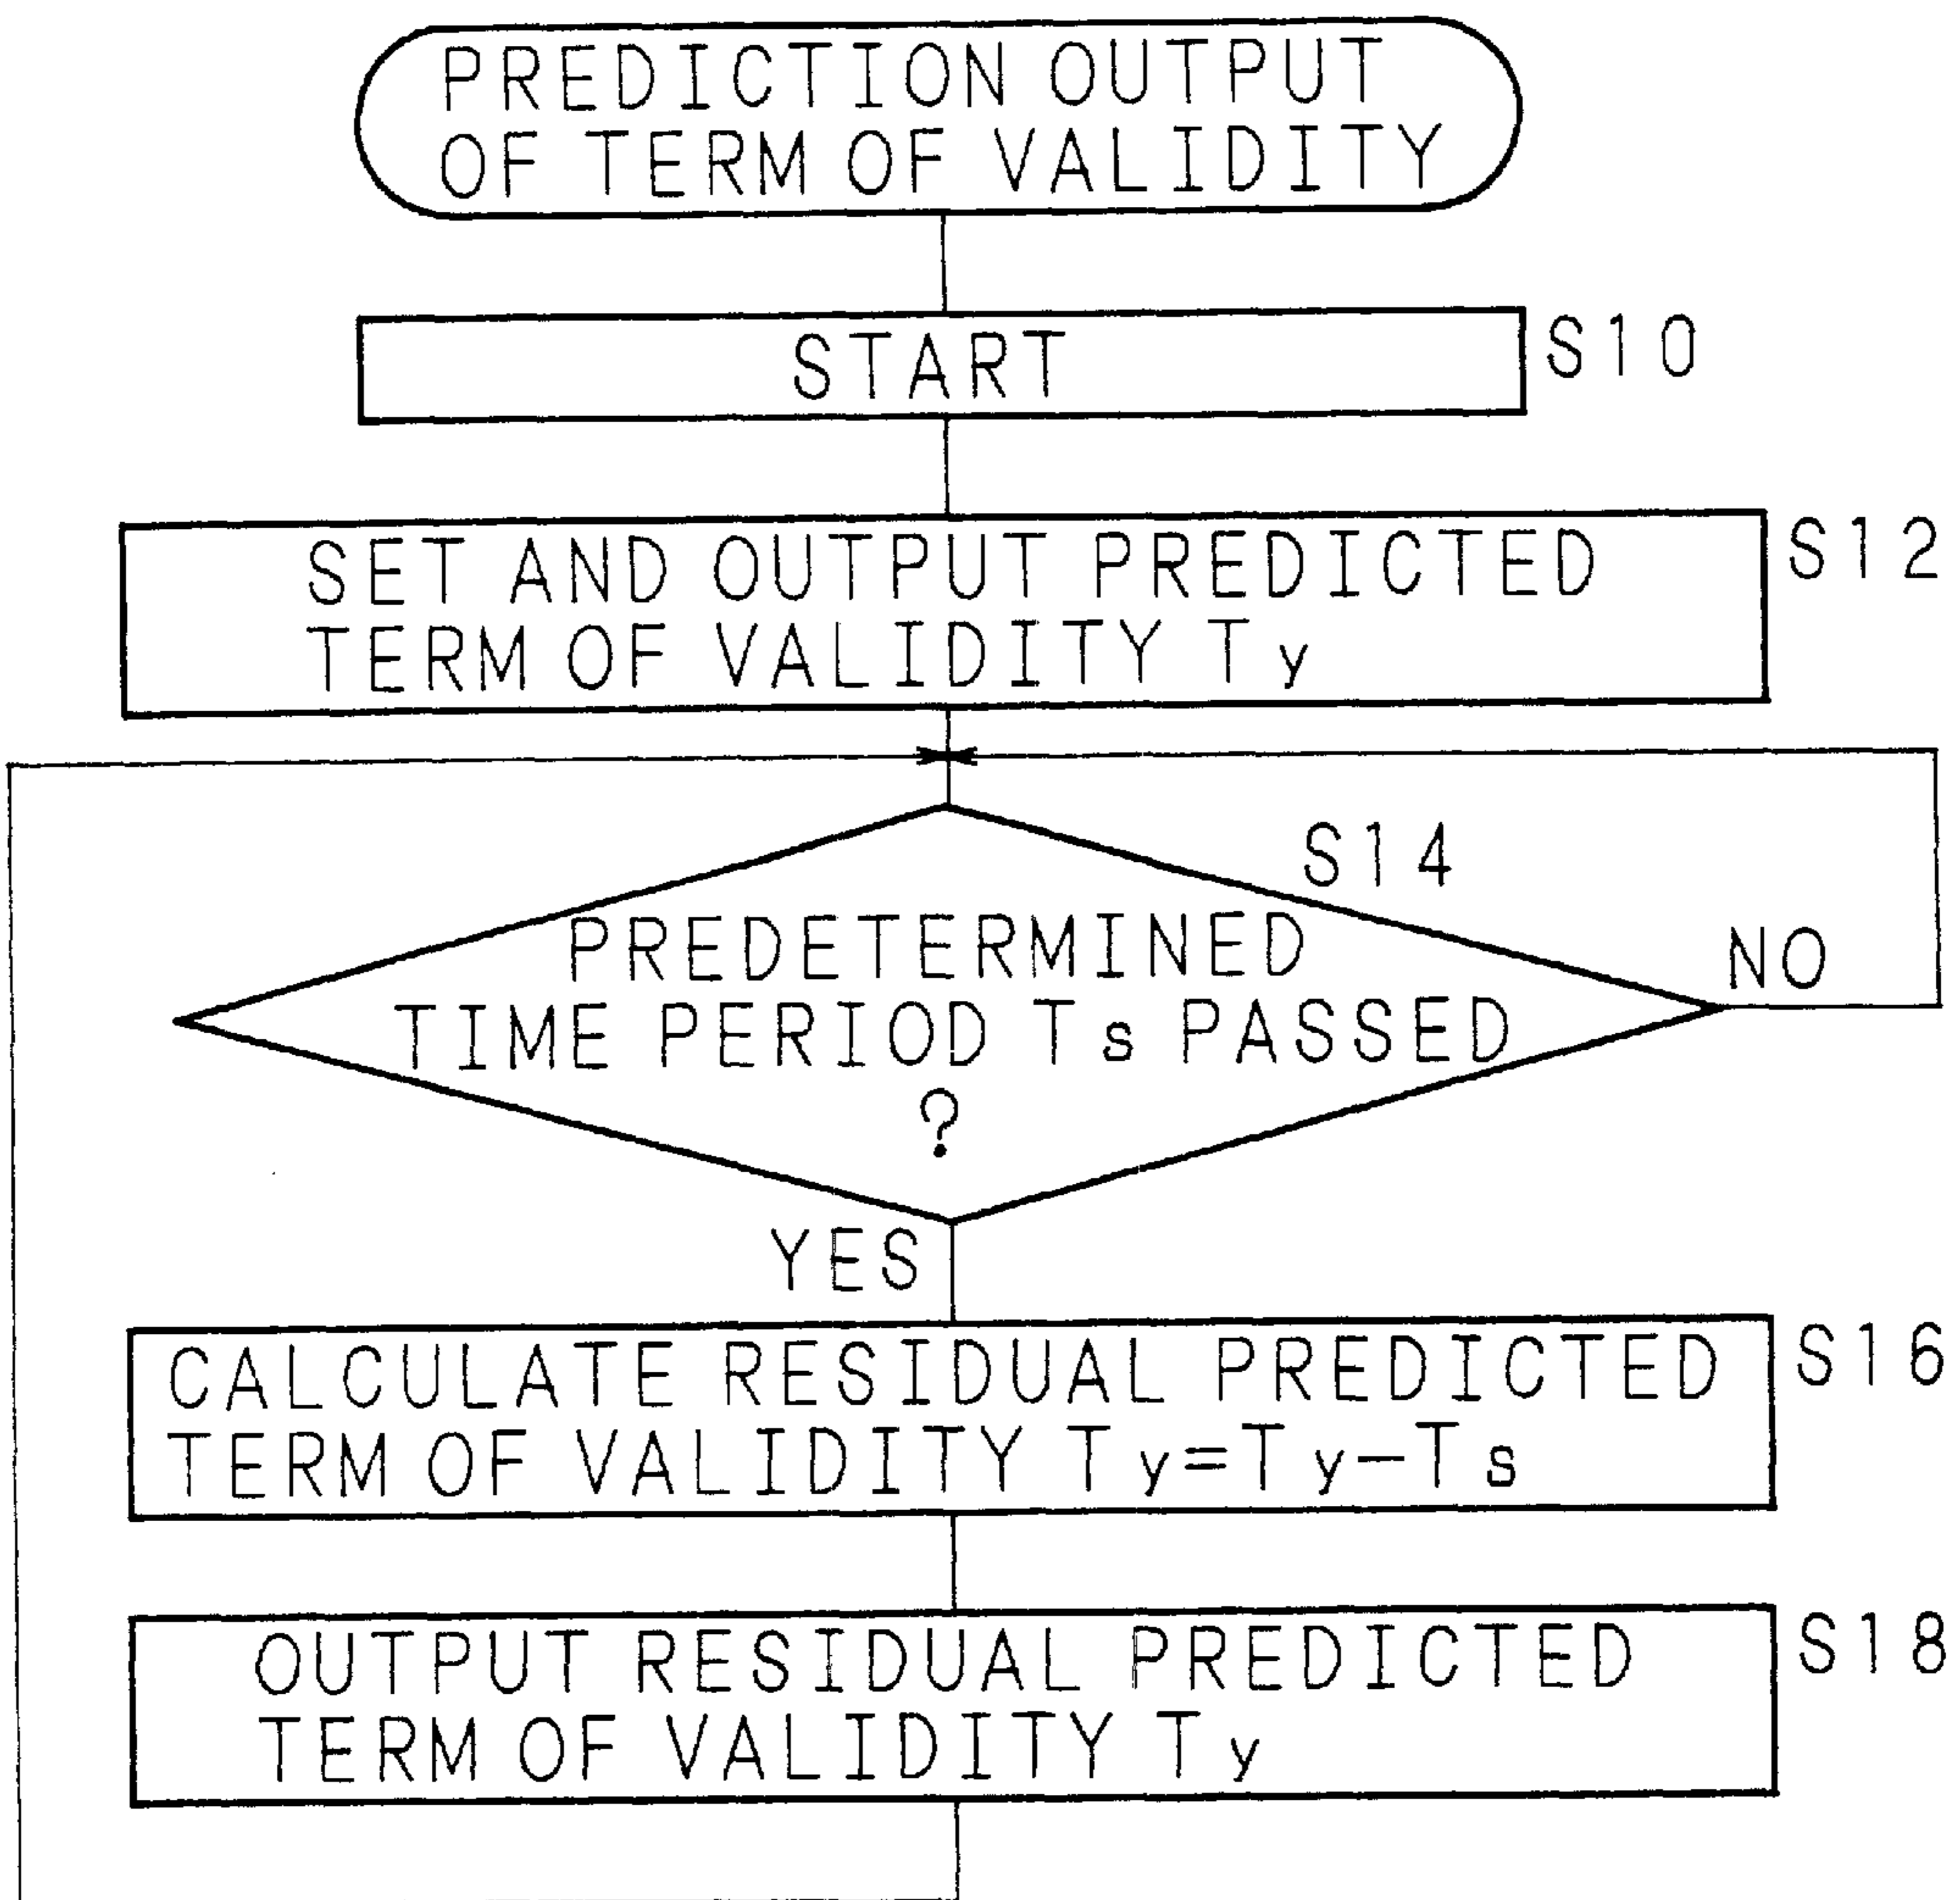 PREDICTION OUTPUT
OF TERM OF VALIDITY
START
S10
SET AND OUTPUT PREDICTED
TERM OF VALIDITY Ty
S12
S14
PREDETERMINED
TIME PERIOD Ts PASSED
?
NO
YES
CALCULATE RESIDUAL PREDICTED
TERM OF VALIDITY Ty=Ty-Ts
S16
OUTPUT RESIDUAL PREDICTED
TERM OF VALIDITY Ty
S18